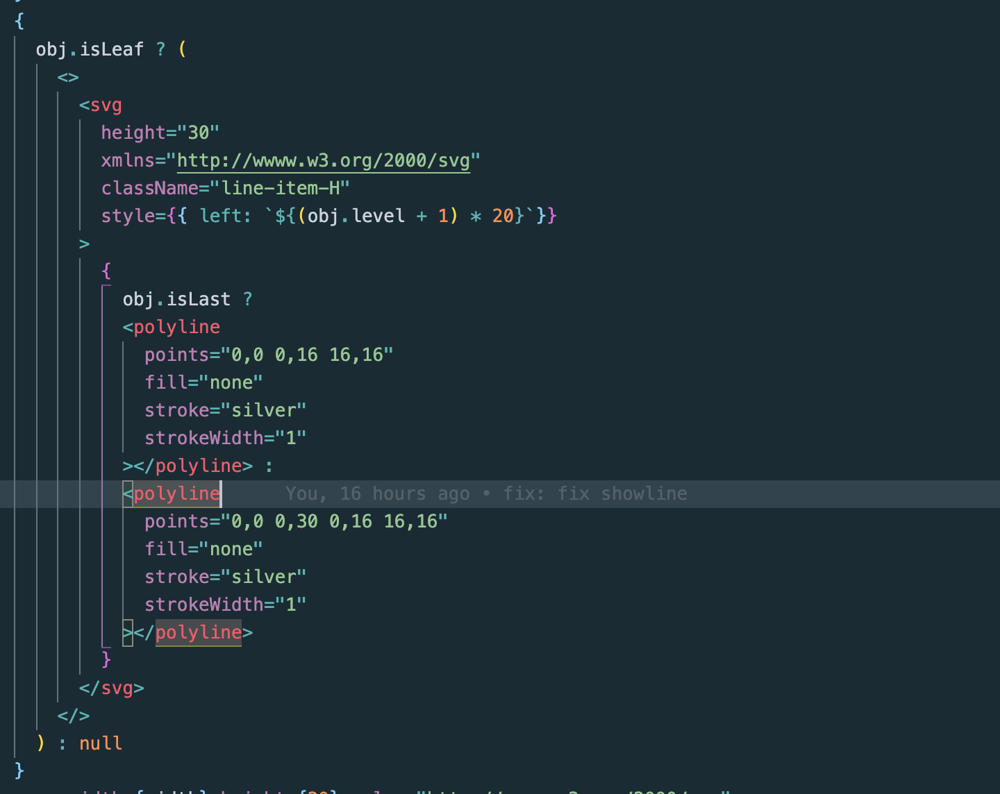 {
obj.isLeaf ? (
<>
<svg
height="30"
xmlns="http://wwww.w3.org/2000/svg"
className="line-item-H"
style={{ left: `${(obj.level + 1) * 20}`}}
>
{
obj.isLast ?
<polyline
points="0,0 0,16 16,16"
fill="none"
stroke="silver"
strokeWidth="1"
></polyline> :
<polyline You, 16 hours ago • fix: fix showline
points="0,0 0,30 0,16 16,16"
fill="none"
stroke="silver"
strokeWidth="1"
></polyline>
}
</svg>
</>
) : null
}